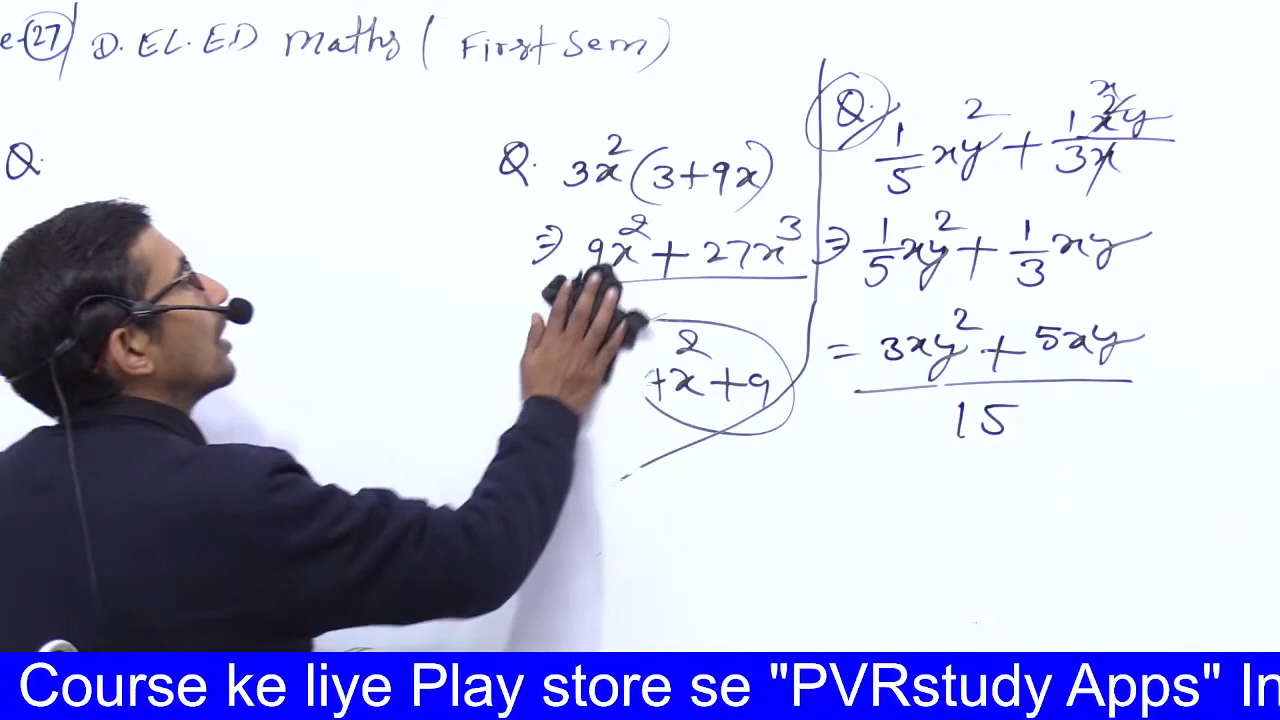 e-27 D.EL.ED Maths (First Sem)
Q.
Q. 3x²(3+9x)
⇒ 9x² + 27x³
+x²+9
Q. 1/5 xy² + 1x²y/3x
x
⇒ 1/5 xy² + 1/3 xy
= 3xy² + 5xy
15
Course ke liye Play store se "PVRstudy Apps" In